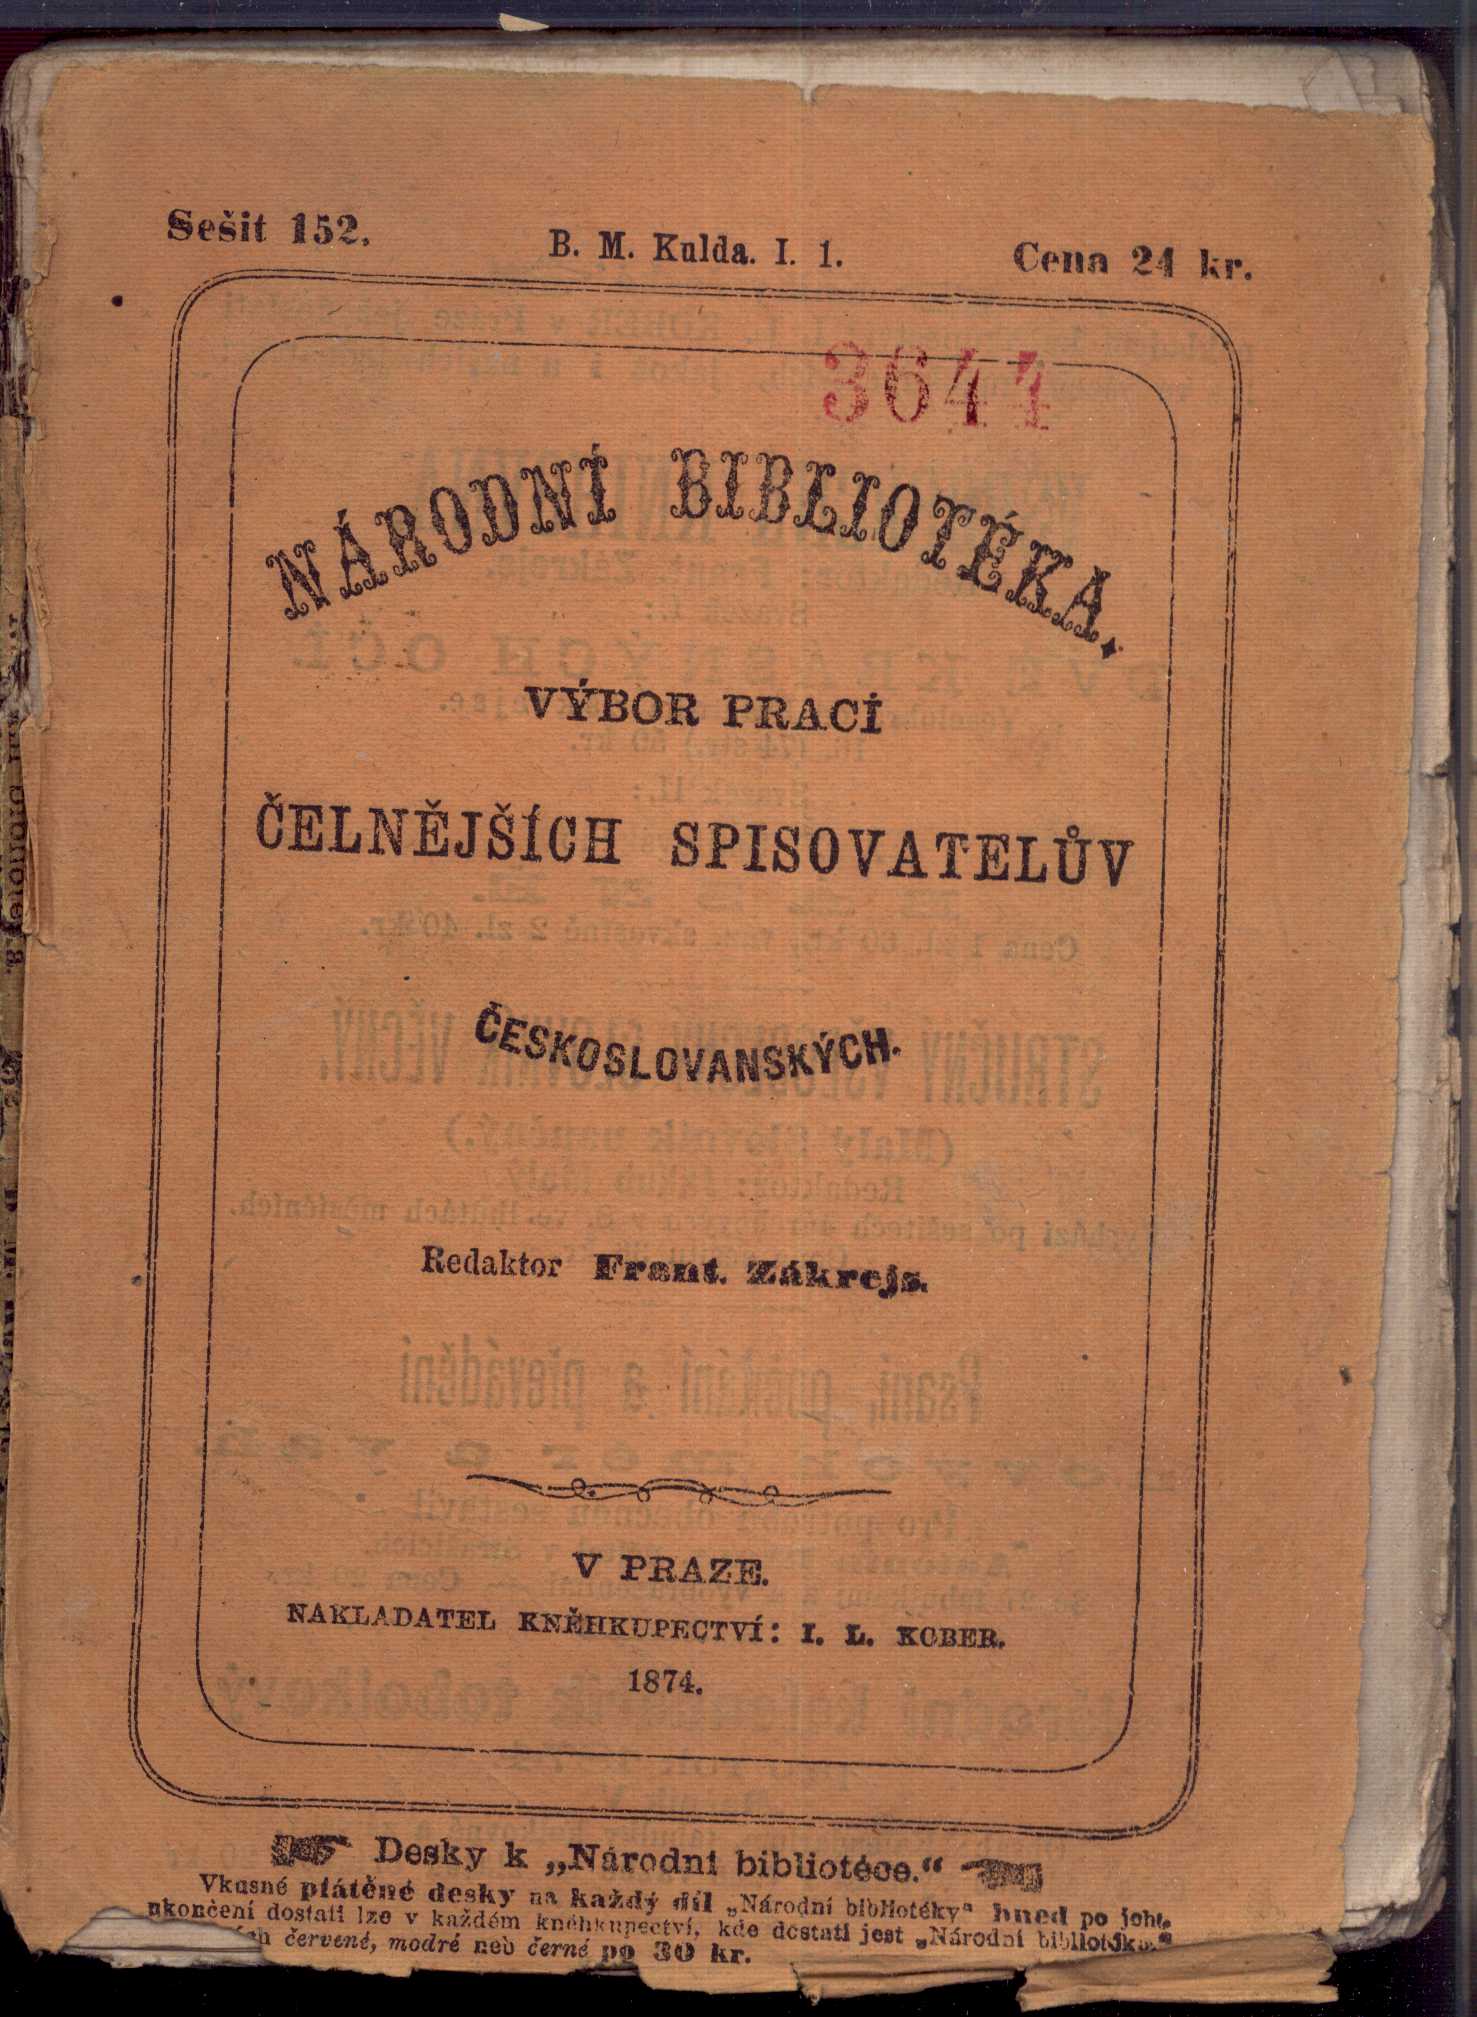 Sešit 152.
B. M. Kulda. I. 1.
Cena 24 kr.
3644
NÁRODNÍ BIBLIOTÉKA.
VÝBOR PRACÍ
ČELNĚJŠÍCH SPISOVATELŮV
ČESKOSLOVANSKÝCH.
Redaktor Frant. Zákrejs.
V PRAZE.
NAKLADATEL KNĚHKUPECTVÍ: I. L. KOBER.
1874.
Desky k „Národní bibliotéce.“
Vkusné plátěné desky na každý díl „Národní bibliotéky“ hned po jeho
ukončení dostati lze v každém kněhkupectví, kde dostati jest „Národní bibliotéka.“
červené, modré neb černé po 30 kr.